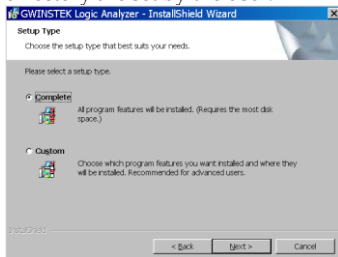 GWINSTEK Logic Analyzer - InstallShield Wizard
Setup Type
Choose the setup type that best suits your needs.
Please select a setup type.
Complete
All program features will be installed. (Requires the most disk
space.)
Custom
Choose which program features you want installed and where they
will be installed. Recommended for advanced users.
InstallShield
< Back
Next >
Cancel